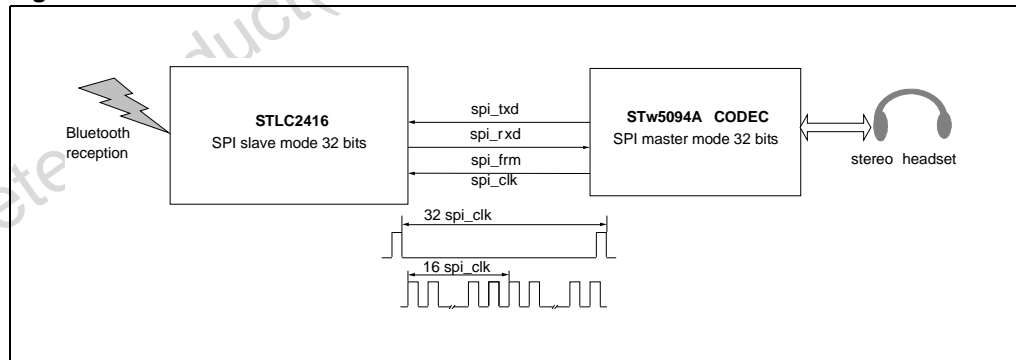 STLC2416
SPI slave mode 32 bits
spi_txd
spi_rxd
spi_frm
spi_clk
STw5094A CODEC
SPI master mode 32 bits
Bluetooth
reception
stereo headset
32 spi_clk
16 spi_clk